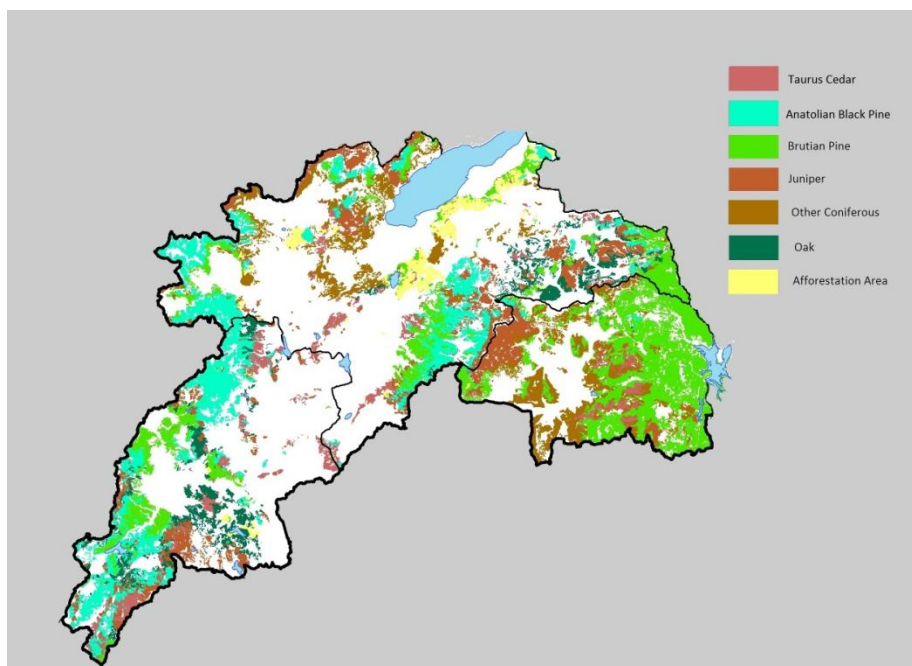 Taurus Cedar
Anatolian Black Pine
Brutian Pine
Juniper
Other Coniferous
Oak
Afforestation Area